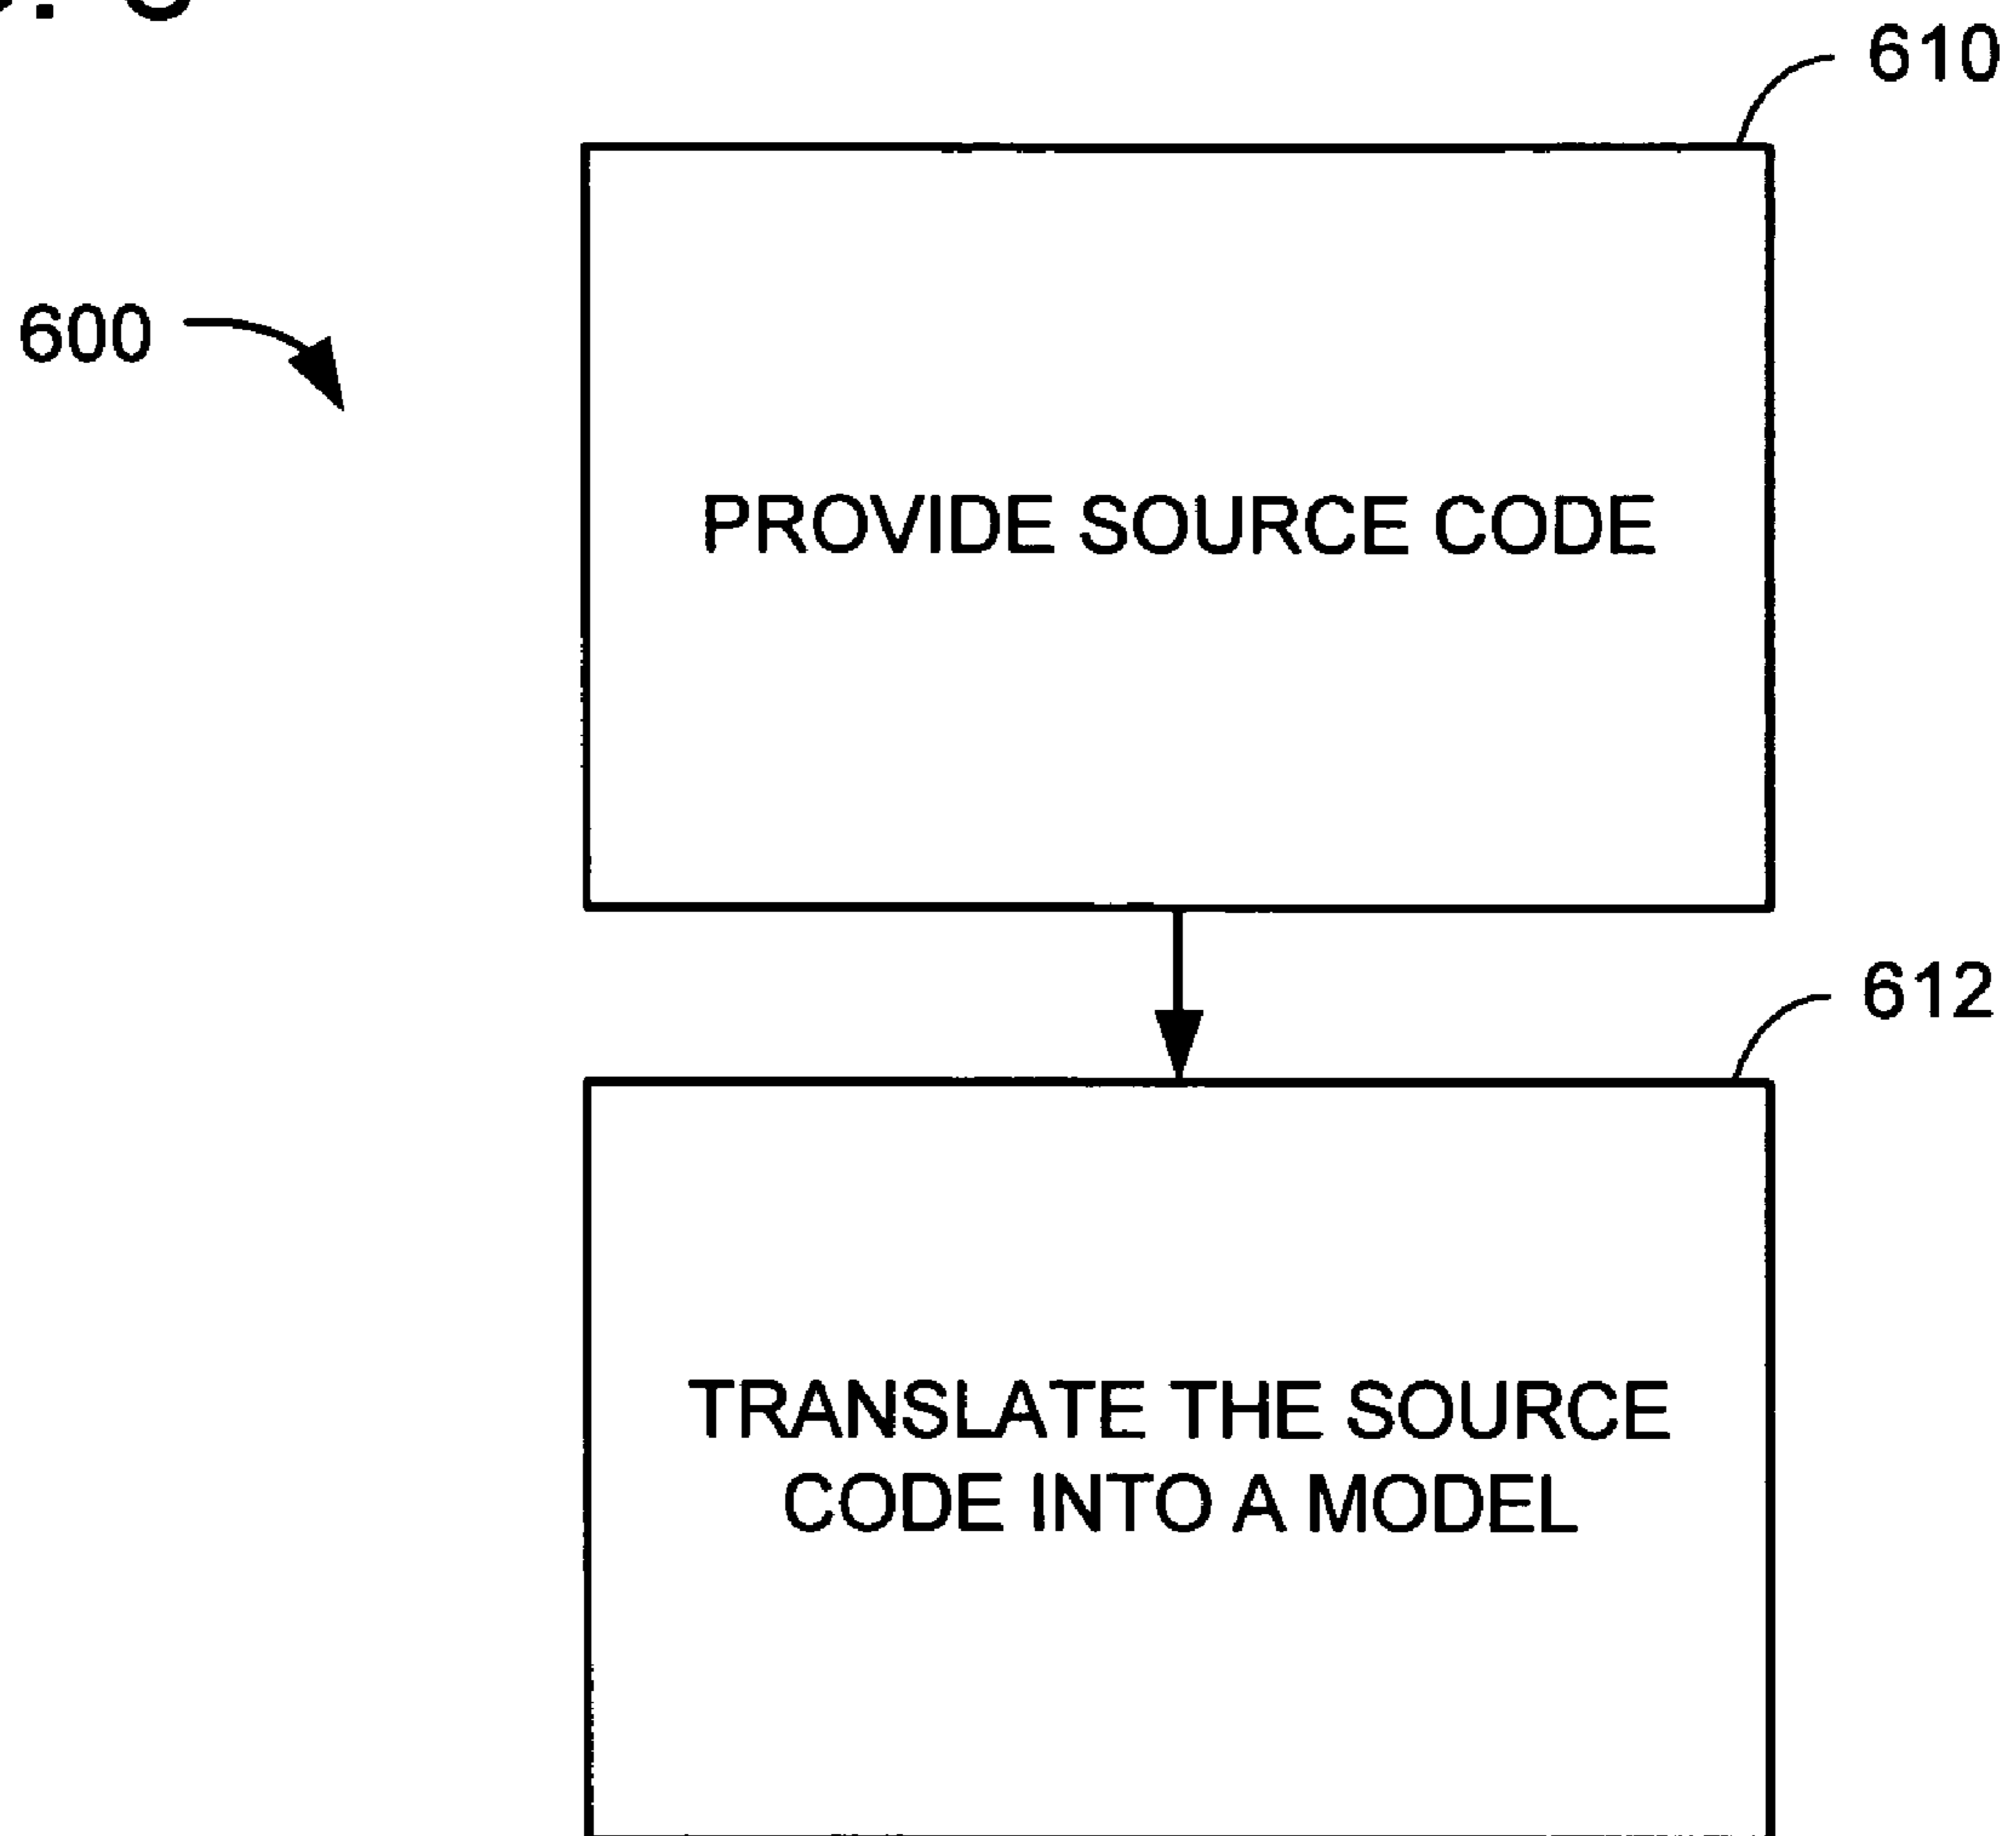 610
600
PROVIDE SOURCE CODE
612
TRANSLATE THE SOURCE
CODE INTO A MODEL